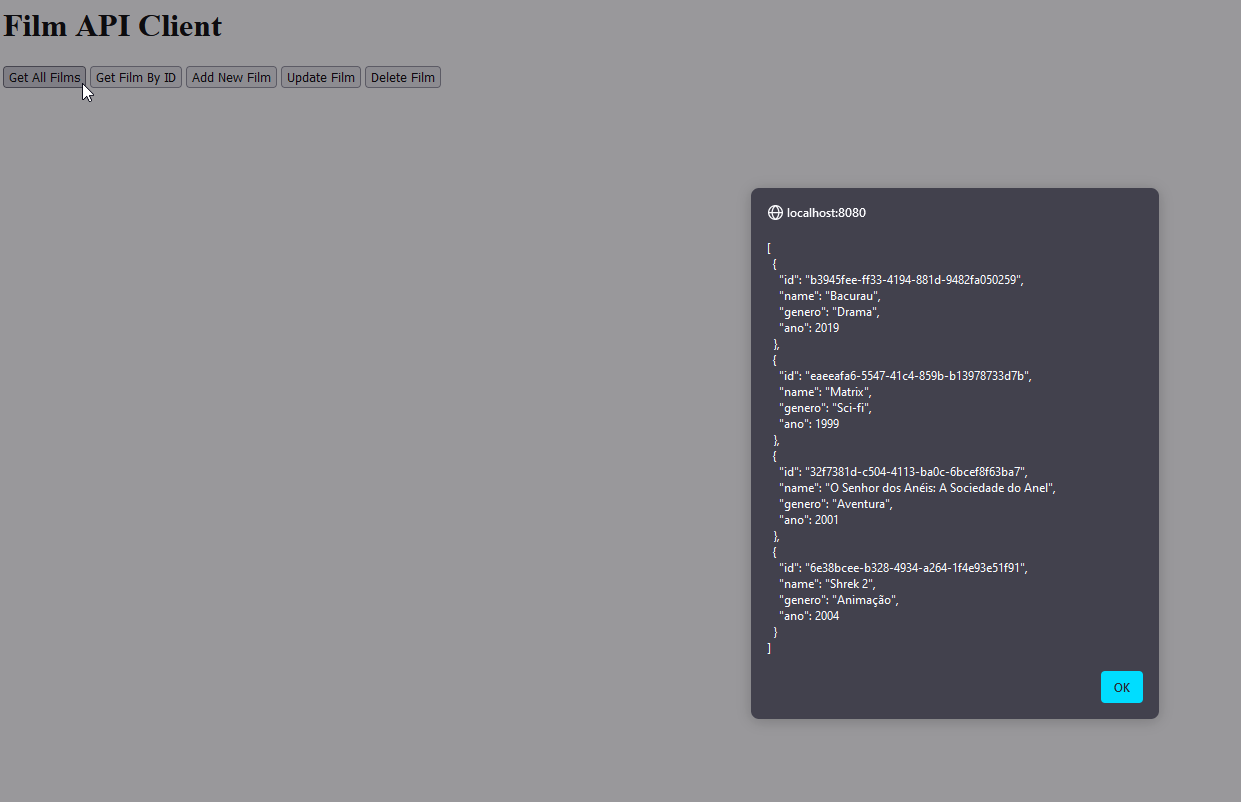 Film API Client
Get All Films Get Film By ID Add New Film Update Film Delete Film
localhost:8080
[
  {
    "id": "b3945fee-ff33-4194-881d-9482fa050259",
    "name": "Bacurau",
    "genero": "Drama",
    "ano": 2019
  },
  {
    "id": "eaeeafa6-5547-41c4-859b-b13978733d7b",
    "name": "Matrix",
    "genero": "Sci-fi",
    "ano": 1999
  },
  {
    "id": "32f7381d-c504-4113-ba0c-6bcef8f63ba7",
    "name": "O Senhor dos Anéis: A Sociedade do Anel",
    "genero": "Aventura",
    "ano": 2001
  },
  {
    "id": "6e38bcee-b328-4934-a264-1f4e93e51f91",
    "name": "Shrek 2",
    "genero": "Animação",
    "ano": 2004
  }
]
OK